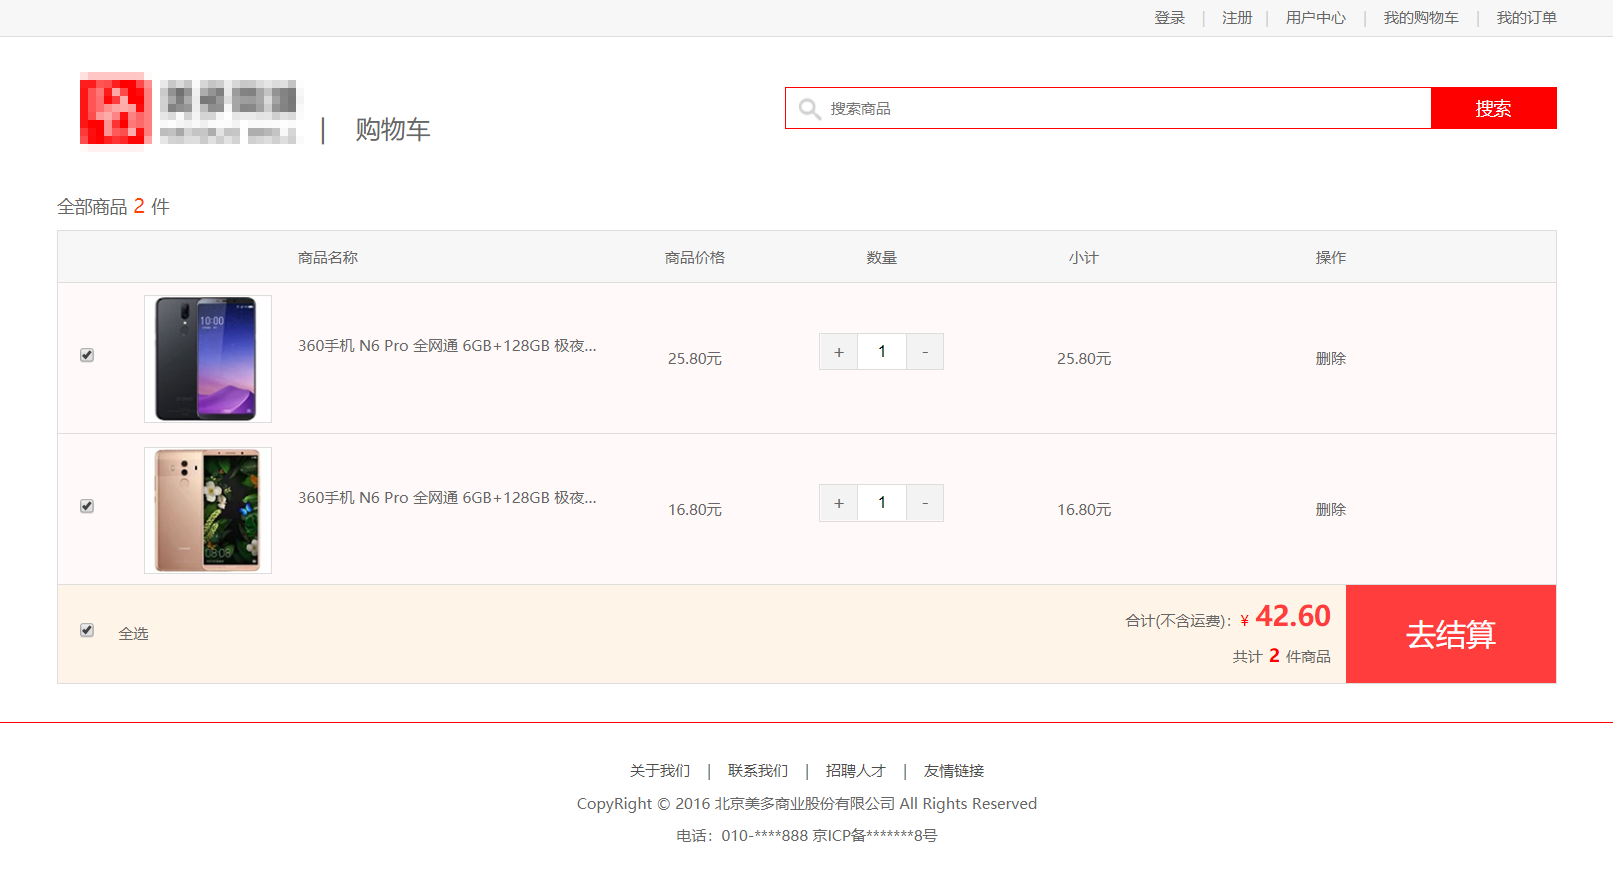 登录 | 注册 | 用户中心 | 我的购物车 | 我的订单
| 购物车
搜索商品 搜索
全部商品 2 件
商品名称 商品价格 数量 小计 操作
10:00
360手机 N6 Pro 全网通 6GB+128GB 极夜...
25.80元 + 1 - 25.80元 删除
360手机 N6 Pro 全网通 6GB+128GB 极夜...
16.80元 + 1 - 16.80元 删除
08:08
合计(不含运费)：¥ 42.60
全选 去结算
共计 2 件商品
关于我们 | 联系我们 | 招聘人才 | 友情链接
CopyRight © 2016 北京美多商业股份有限公司 All Rights Reserved
电话：010-****888 京ICP备*******8号